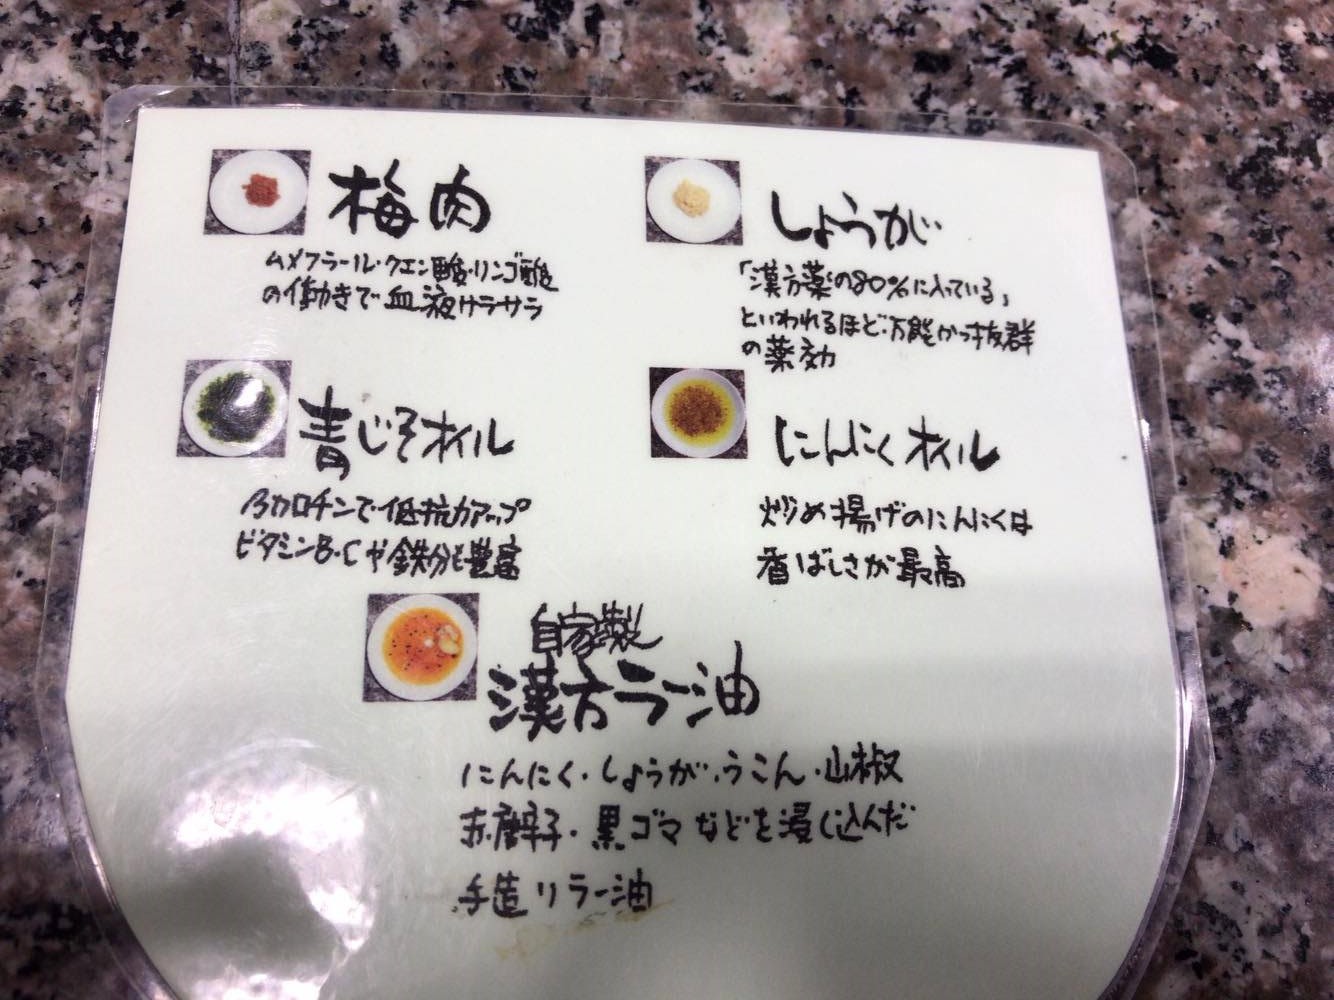 梅肉
ムメフラール・クエン酸・リンゴ酸
の働きで血液サラサラ
しょうが
「漢方薬の80%に入っている」
といわれるほど万能かつ抜群
の薬効
青じそオイル
βカロチンで低抗力アップ
ビタミンB・Cや鉄分も豊富
にんにくオイル
炒め揚げのにんにくは
香ばしさが最高
自家製
漢方ラー油
にんにく・しょうが・うこん・山椒
赤唐辛子・黒ゴマなどを浸し込んだ
手造りラー油